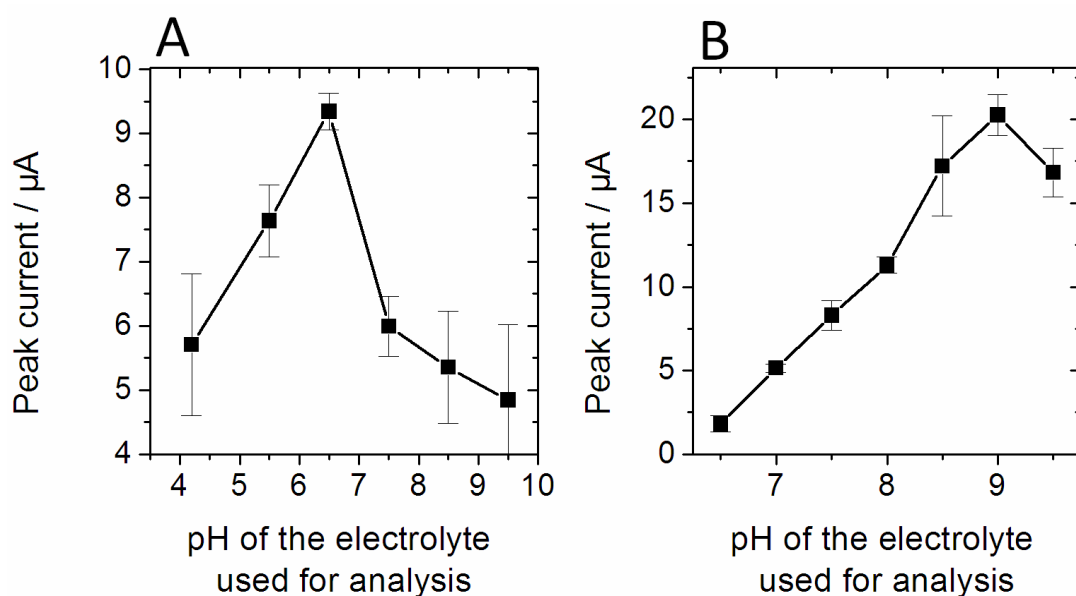 A
10
9
8
7
6
5
4
Peak current / µA
4 5 6 7 8 9 10
pH of the electrolyte
used for analysis
B
20
15
10
5
0
Peak current / µA
7 8 9
pH of the electrolyte
used for analysis